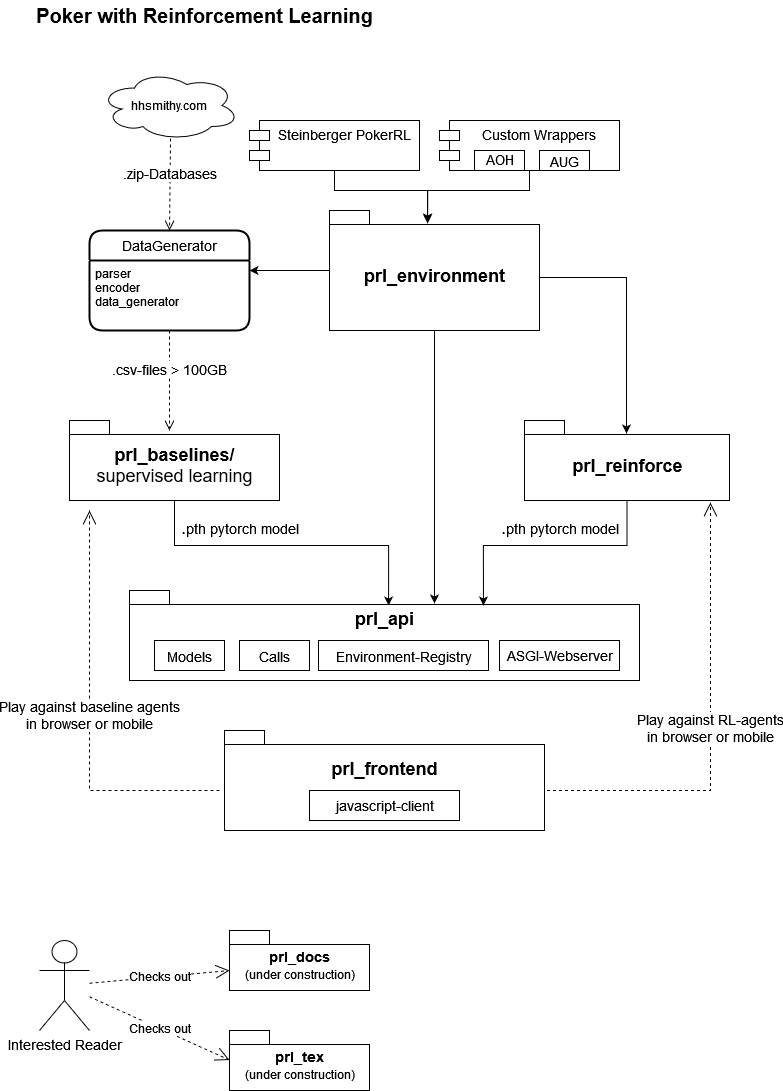 Poker with Reinforcement Learning
hhsmithy.com
Steinberger PokerRL
Custom Wrappers
AOH
AUG
.zip-Databases
DataGenerator
parser
encoder
data_generator
prl_environment
.csv-files > 100GB
prl_baselines/
supervised learning
prl_reinforce
.pth pytorch model
.pth pytorch model
prl_api
Models
Calls
Environment-Registry
ASGI-Webserver
Play against baseline agents
in browser or mobile
Play against RL-agents
in browser or mobile
prl_frontend
javascript-client
prl_docs
(under construction)
Checks out
Checks out
Interested Reader
prl_tex
(under construction)